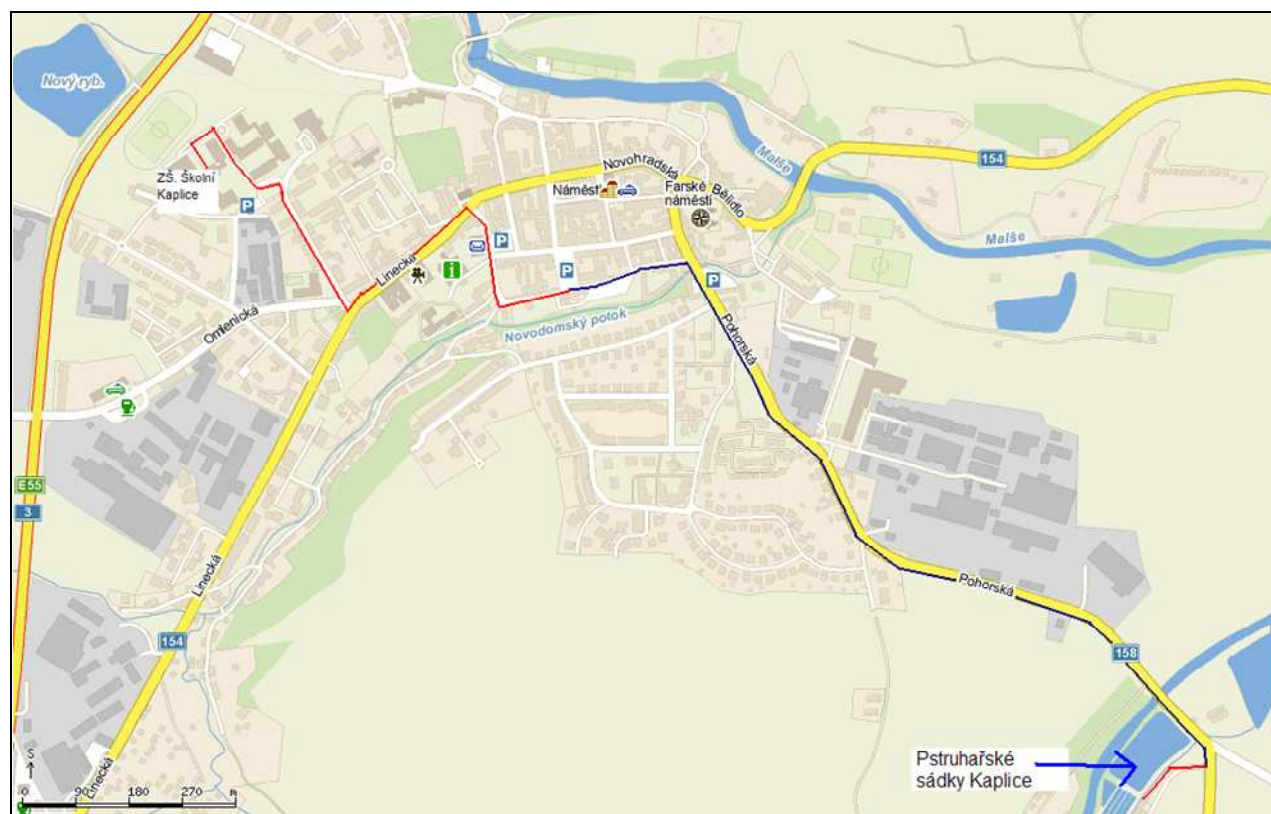 Nový ryb.
ZŠ. Školní
Kaplice
P
Malše
154
Novohradská
Náměstí
Farské
náměstí
Bělidlo
Malše
P
P
P
Linecká
i
Omlenická
Novodomský potok
Pohorská
E55
3
Linecká
Pohorská
154
158
Linecká
S
0 90 180 270 m
Pstruhařské
sádky Kaplice